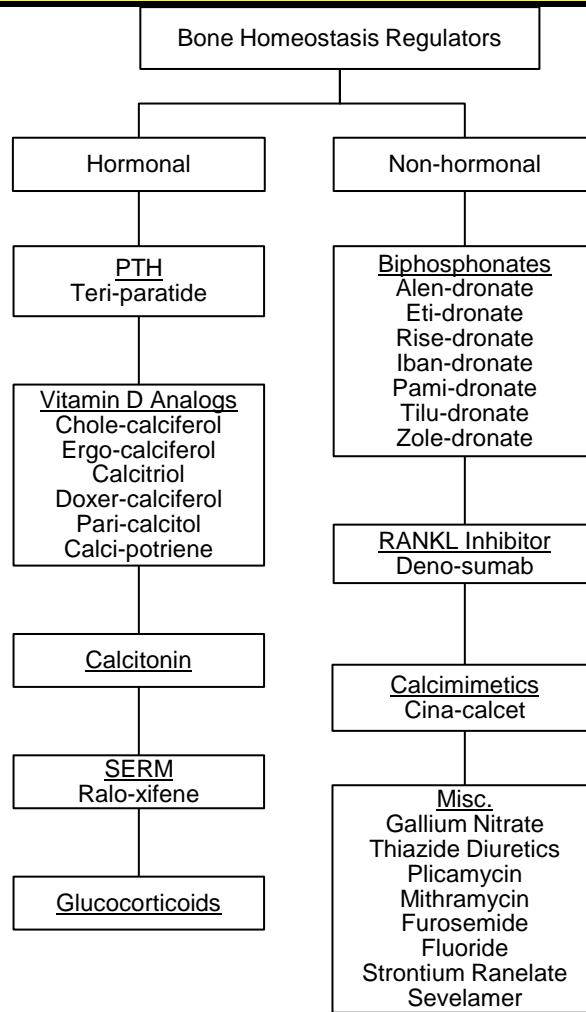 Bone Homeostasis Regulators
Hormonal
Non-hormonal
PTH
Teri-paratide
Vitamin D Analogs
Chole-calciferol
Ergo-calciferol
Calcitriol
Doxer-calciferol
Pari-calcitol
Calci-potriene
Calcitonin
SERM
Ralo-xifene
Glucocorticoids
Biphosphonates
Alen-dronate
Eti-dronate
Rise-dronate
Iban-dronate
Pami-dronate
Tilu-dronate
Zole-dronate
RANKL Inhibitor
Deno-sumab
Calcimimetics
Cina-calcet
Misc.
Gallium Nitrate
Thiazide Diuretics
Plicamycin
Mithramycin
Furosemide
Fluoride
Strontium Ranelate
Sevelamer